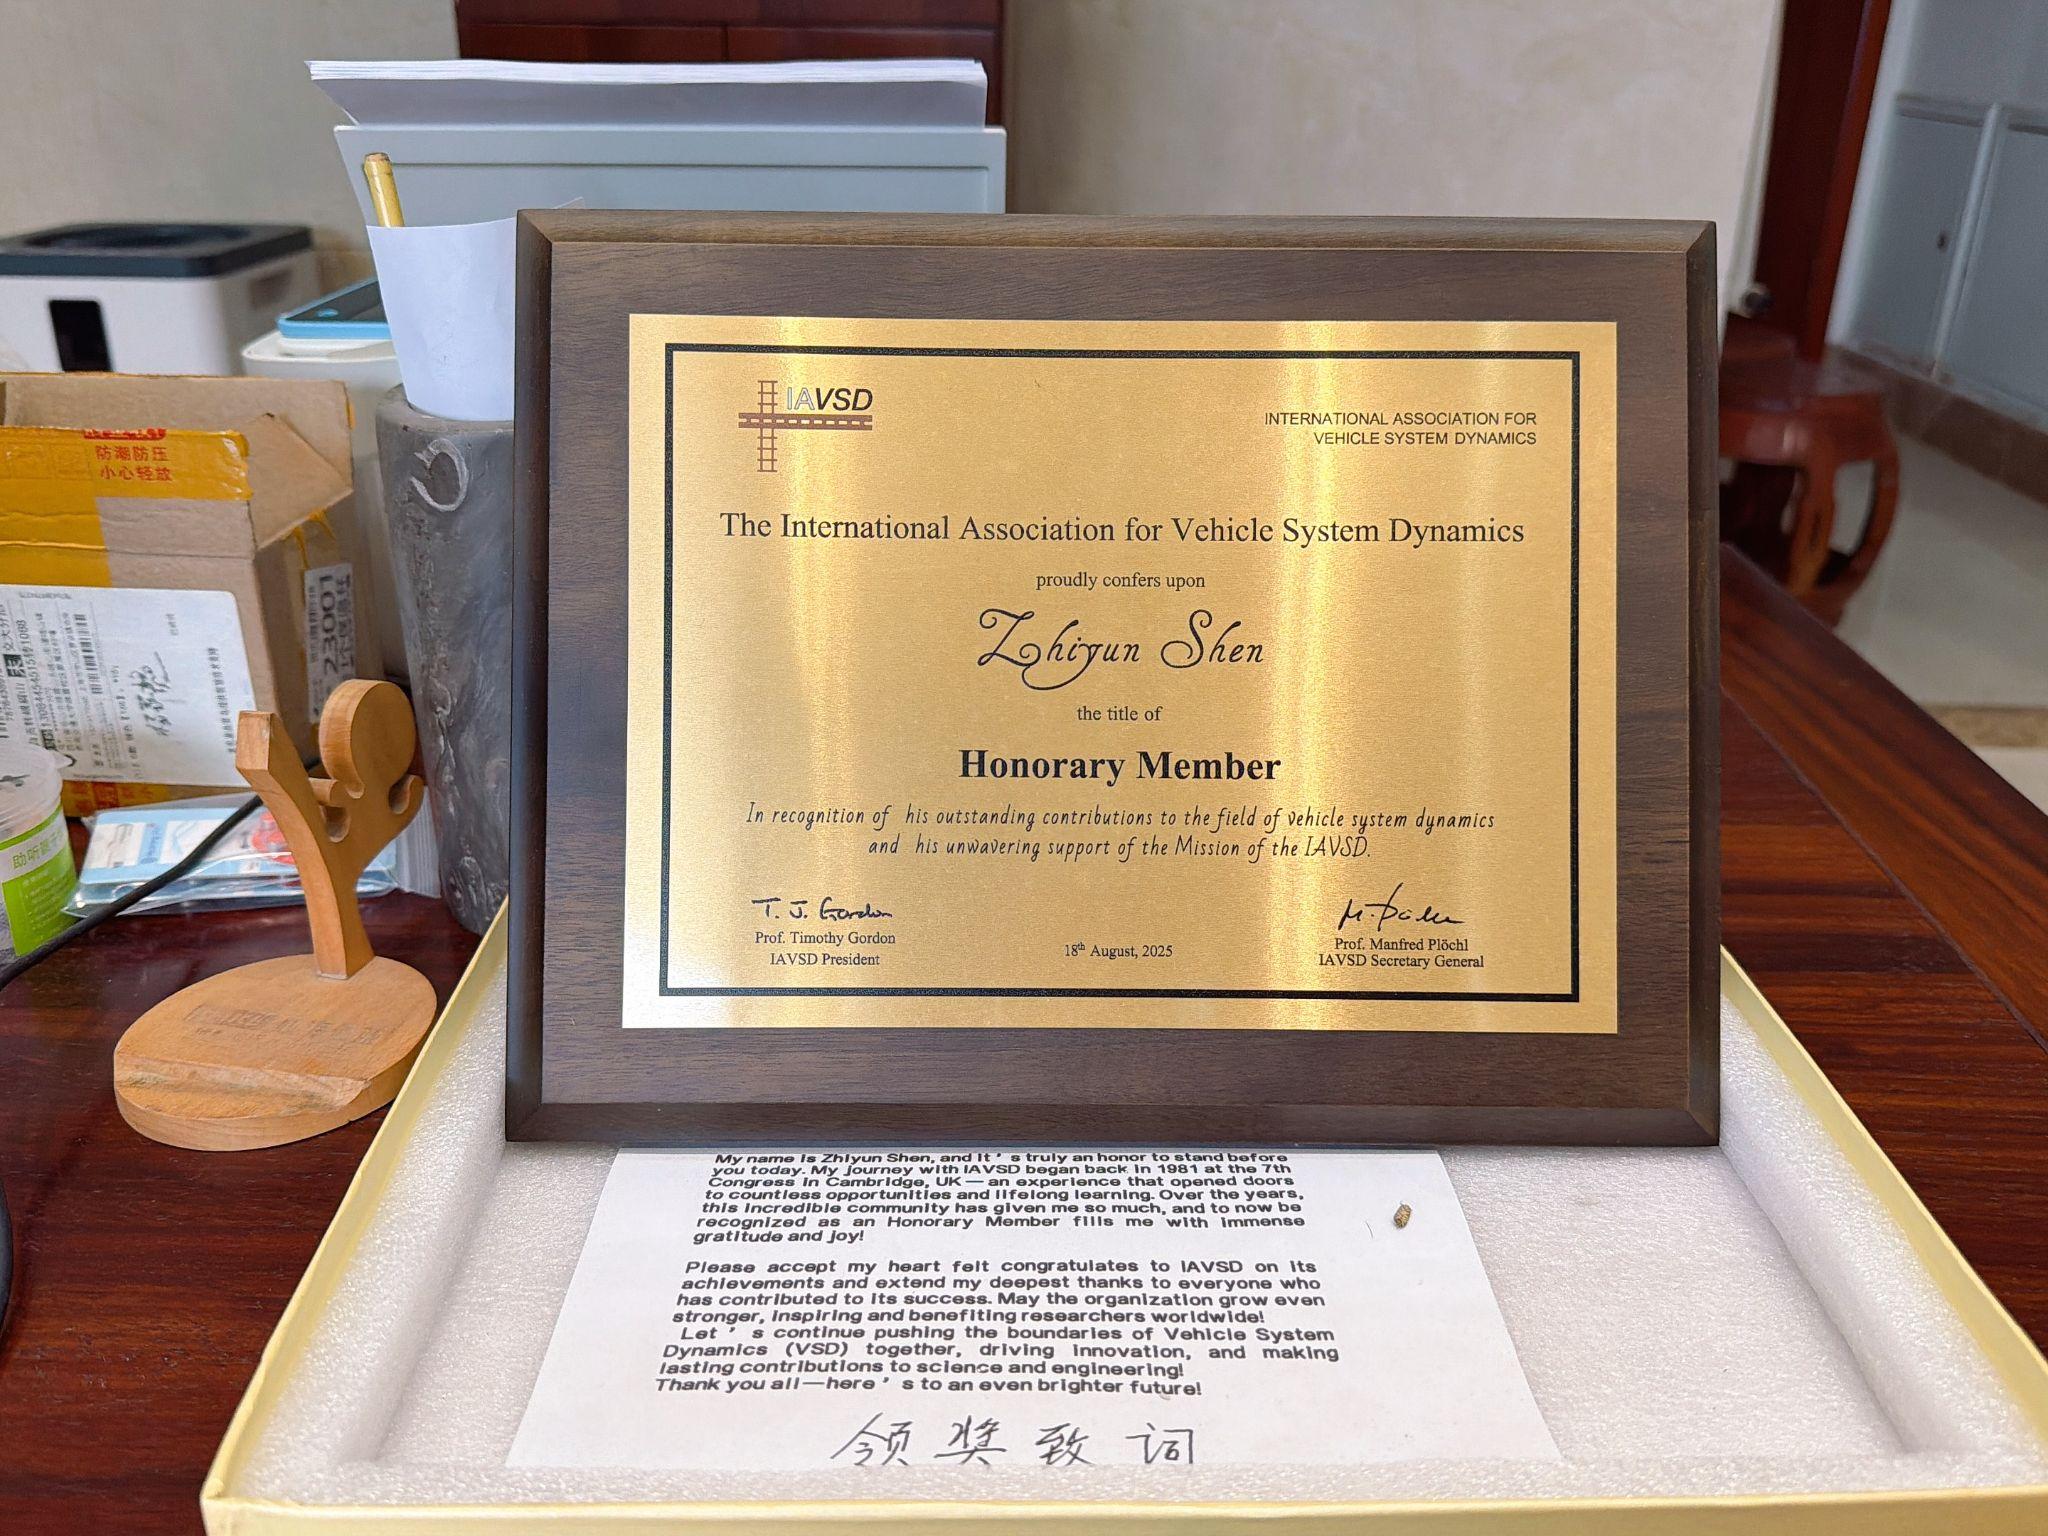 IAVSD
INTERNATIONAL ASSOCIATION FOR
VEHICLE SYSTEM DYNAMICS
The International Association for Vehicle System Dynamics
proudly confers upon
Zhiyun Shen
the title of
Honorary Member
In recognition of his outstanding contributions to the field of vehicle system dynamics
and his unwavering support of the Mission of the IAVSD.
T. J. Gordon
Prof. Timothy Gordon
IAVSD President
18th August, 2025
Prof. Manfred Plöchl
IAVSD Secretary General
My name is Zhiyun Shen, and it ’ s truly an honor to stand before
you today. My journey with IAVSD began back in 1981 at the 7th
Congress in Cambridge, UK — an experience that opened doors
to countless opportunities and lifelong learning. Over the years,
this incredible community has given me so much, and to now be
recognized as an Honorary Member fills me with immense
gratitude and joy!
Please accept my heart felt congratulates to IAVSD on its
achievements and extend my deepest thanks to everyone who
has contributed to its success. May the organization grow even
stronger, inspiring and benefiting researchers worldwide!
Let ’ s continue pushing the boundaries of Vehicle System
Dynamics (VSD) together, driving innovation, and making
lasting contributions to science and engineering!
Thank you all—here ’ s to an even brighter future!
领奖致词
防潮防压
小心轻放
23001
助听器